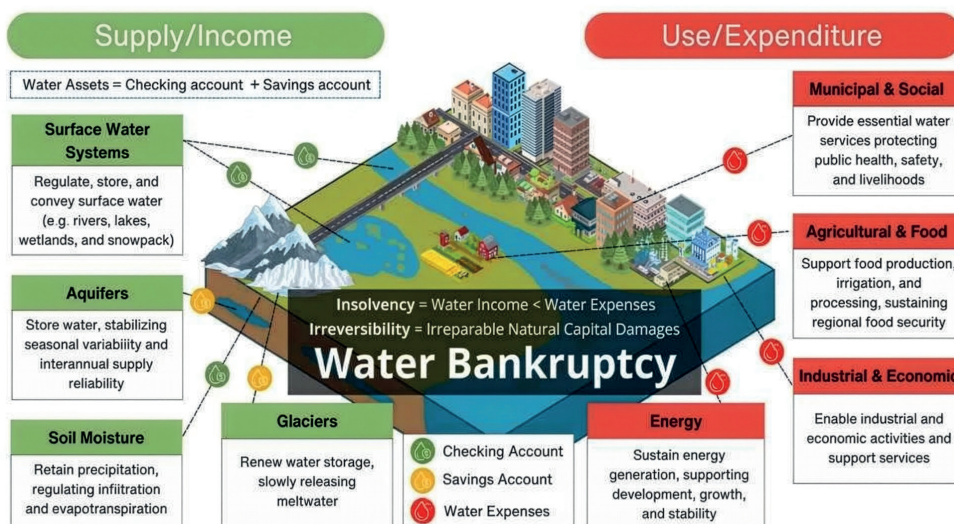 Supply/Income
Use/Expenditure
Water Assets = Checking account + Savings account
Surface Water
Systems
Regulate, store, and
convey surface water
(e.g. rivers, lakes,
wetlands, and snowpack)
Aquifers
Store water, stabilizing
seasonal variability and
interannual supply
reliability
Soil Moisture
Retain precipitation,
regulating infiltration
and evapotranspiration
Glaciers
Renew water storage,
slowly releasing
meltwater
Insolvency = Water Income < Water Expenses
Irreversibility = Irreparable Natural Capital Damages
Water Bankruptcy
Checking Account
Savings Account
Water Expenses
Municipal & Social
Provide essential water
services protecting
public health, safety,
and livelihoods
Agricultural & Food
Support food production,
irrigation, and
processing, sustaining
regional food security
Industrial & Economic
Enable industrial and
economic activities and
support services
Energy
Sustain energy
generation, supporting
development, growth,
and stability